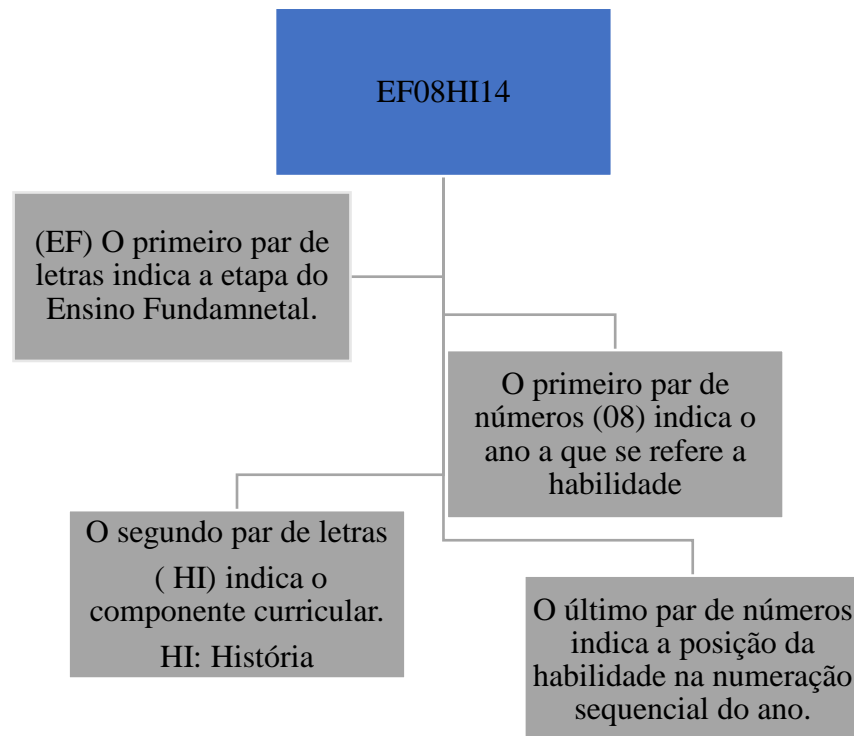 EF08HI14
(EF) O primeiro par de
letras indica a etapa do
Ensino Fundamnetal.
O primeiro par de
números (08) indica o
ano a que se refere a
habilidade
O segundo par de letras
( HI) indica o
componente curricular.
HI: História
O último par de números
indica a posição da
habilidade na numeração
sequencial do ano.